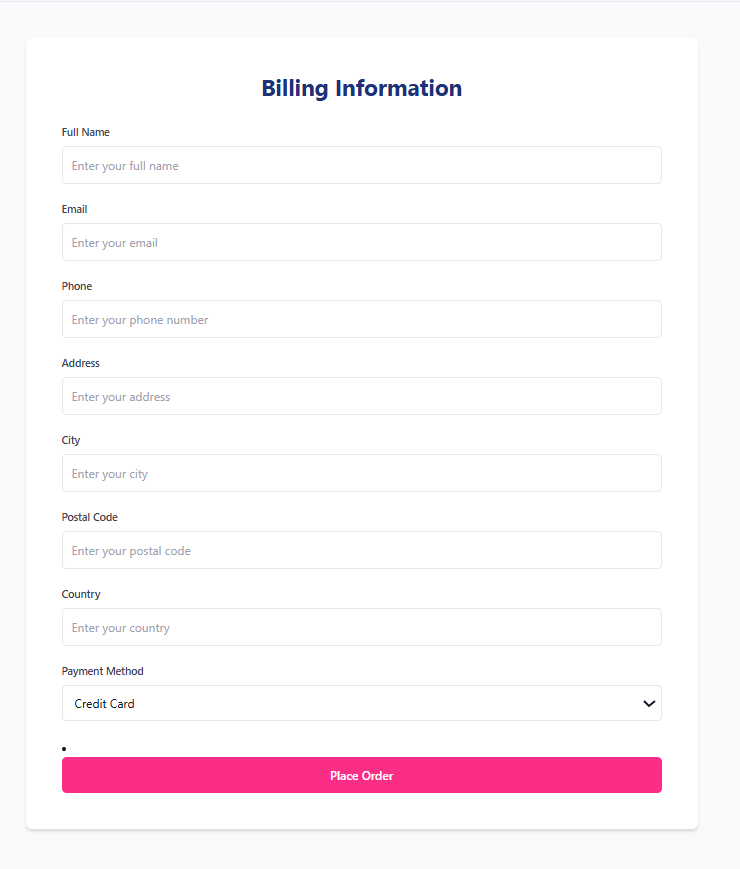 Billing Information
Full Name
Enter your full name
Email
Enter your email
Phone
Enter your phone number
Address
Enter your address
City
Enter your city
Postal Code
Enter your postal code
Country
Enter your country
Payment Method
Credit Card
•
Place Order